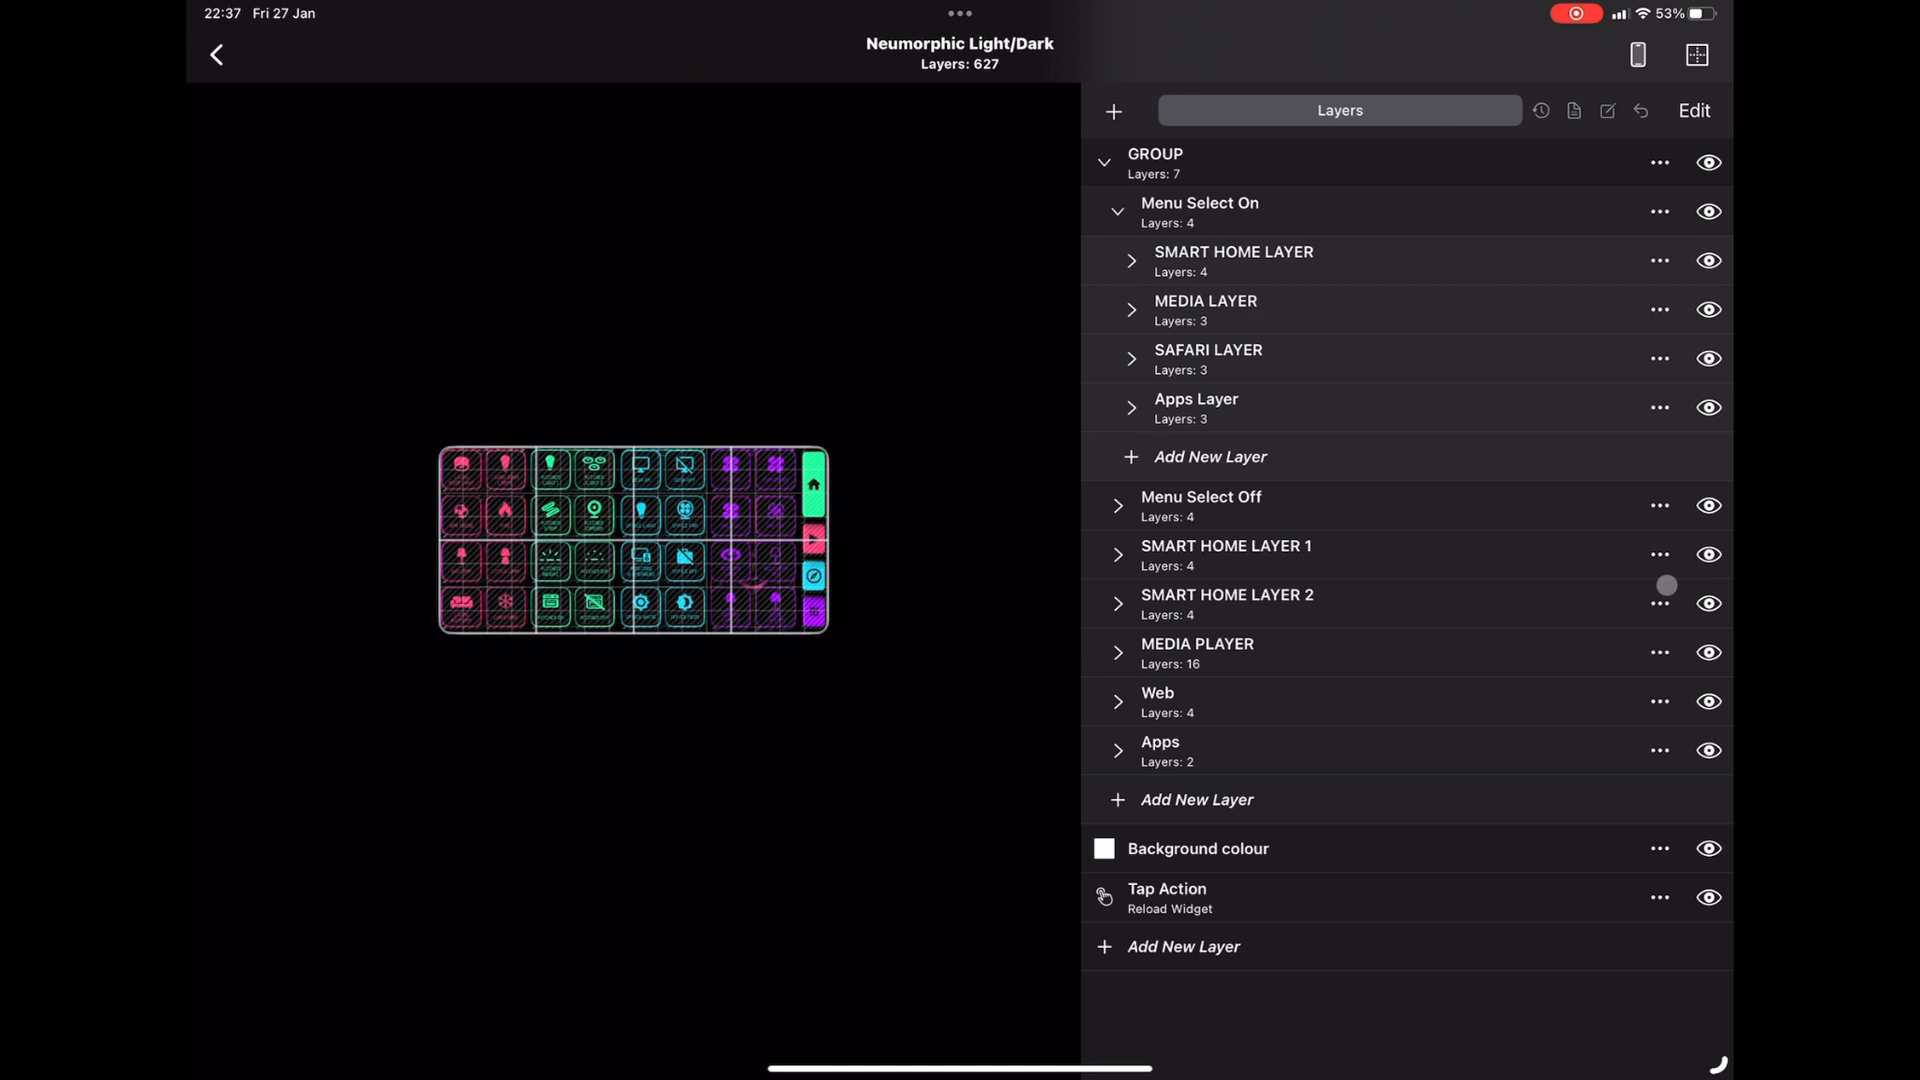 22:37 Fri 27 Jan
53%
Neumorphic Light/Dark
Layers: 627
Layers
Edit
GROUP
Layers: 7
Menu Select On
Layers: 4
SMART HOME LAYER
Layers: 4
MEDIA LAYER
Layers: 3
SAFARI LAYER
Layers: 3
Apps Layer
Layers: 3
Add New Layer
Menu Select Off
Layers: 4
SMART HOME LAYER 1
Layers: 4
SMART HOME LAYER 2
Layers: 4
MEDIA PLAYER
Layers: 16
Web
Layers: 4
Apps
Layers: 2
Add New Layer
Background colour
Tap Action
Reload Widget
Add New Layer